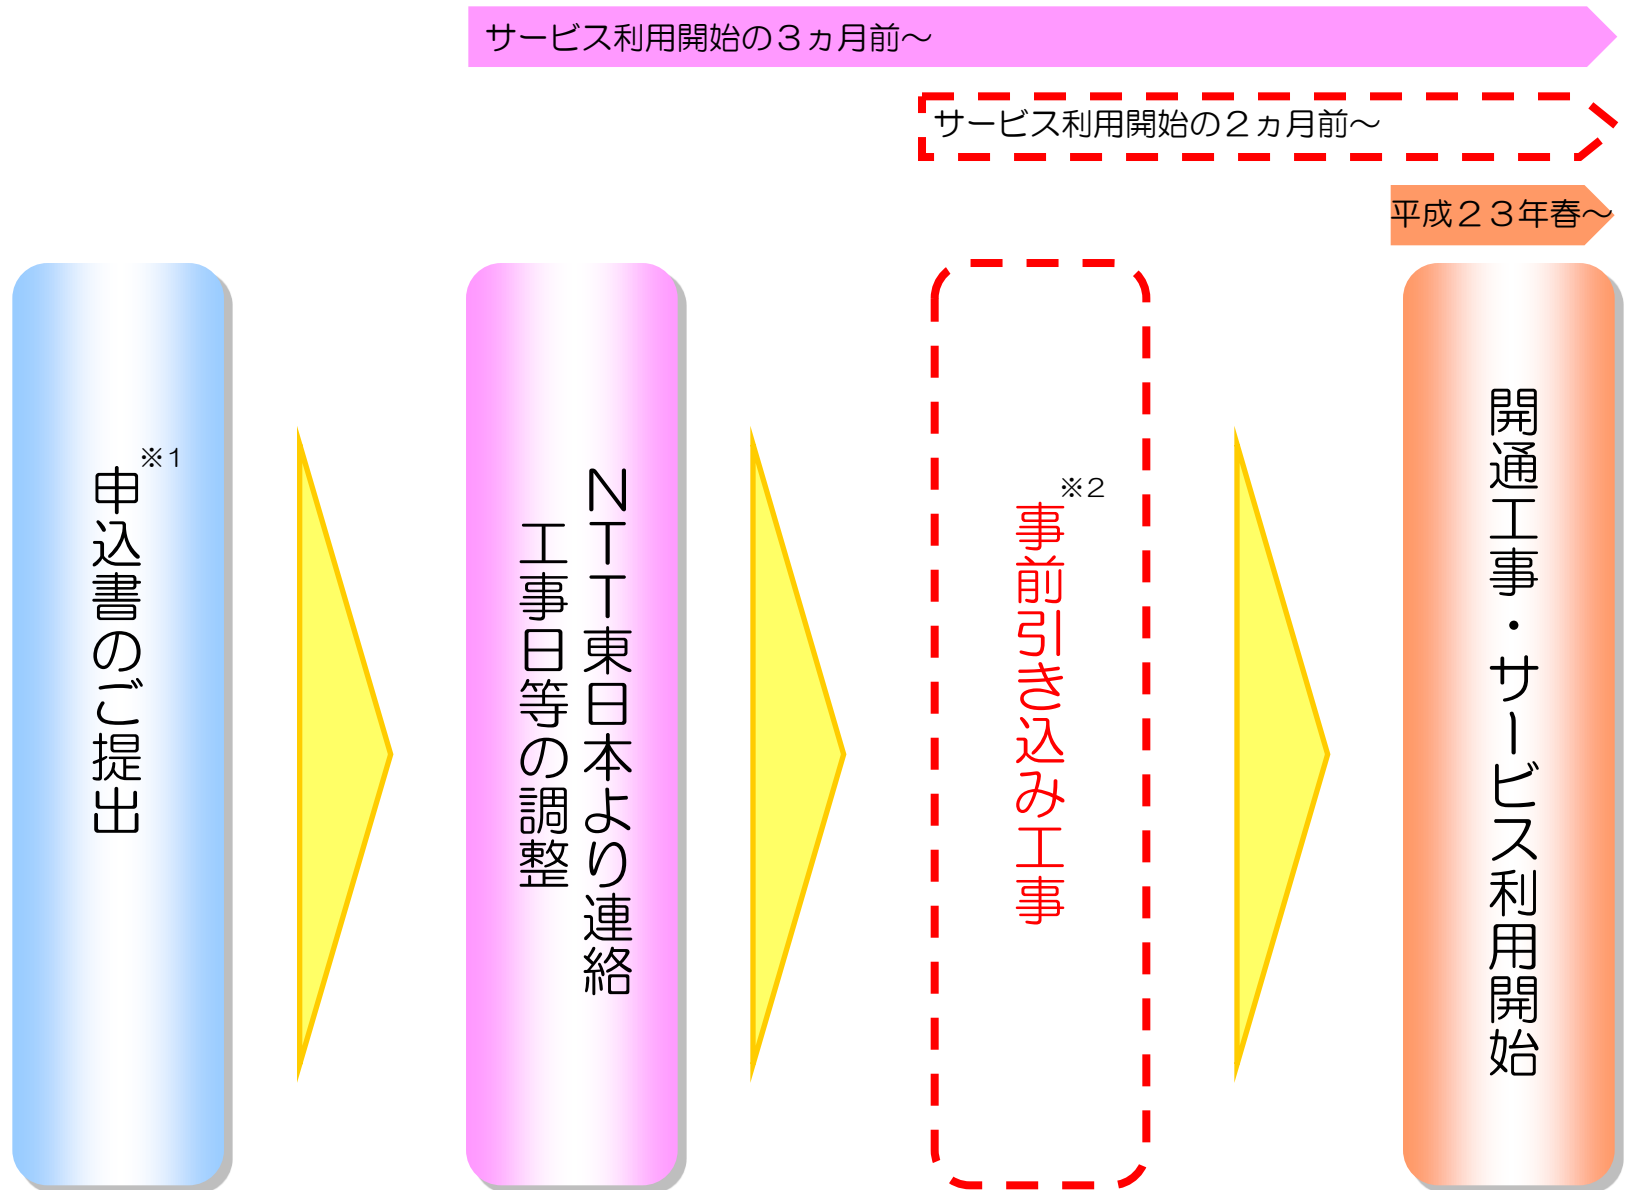 サービス利用開始の３ヵ月前～
サービス利用開始の２ヵ月前～
平成２３年春～
申込書のご提出※1
ＮＴＴ東日本より連絡
工事日等の調整
事前引き込み工事※2
開通工事・サービス利用開始